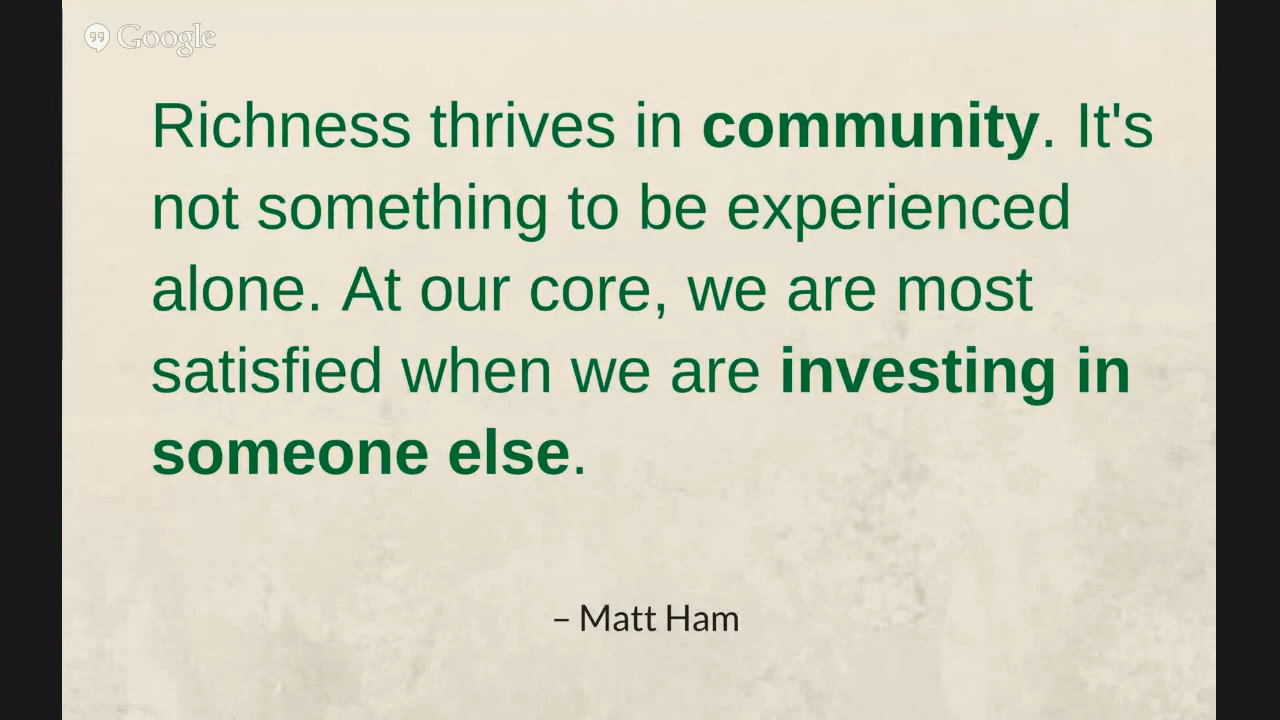 Google
Richness thrives in community. It's
not something to be experienced
alone. At our core, we are most
satisfied when we are investing in
someone else.
– Matt Ham